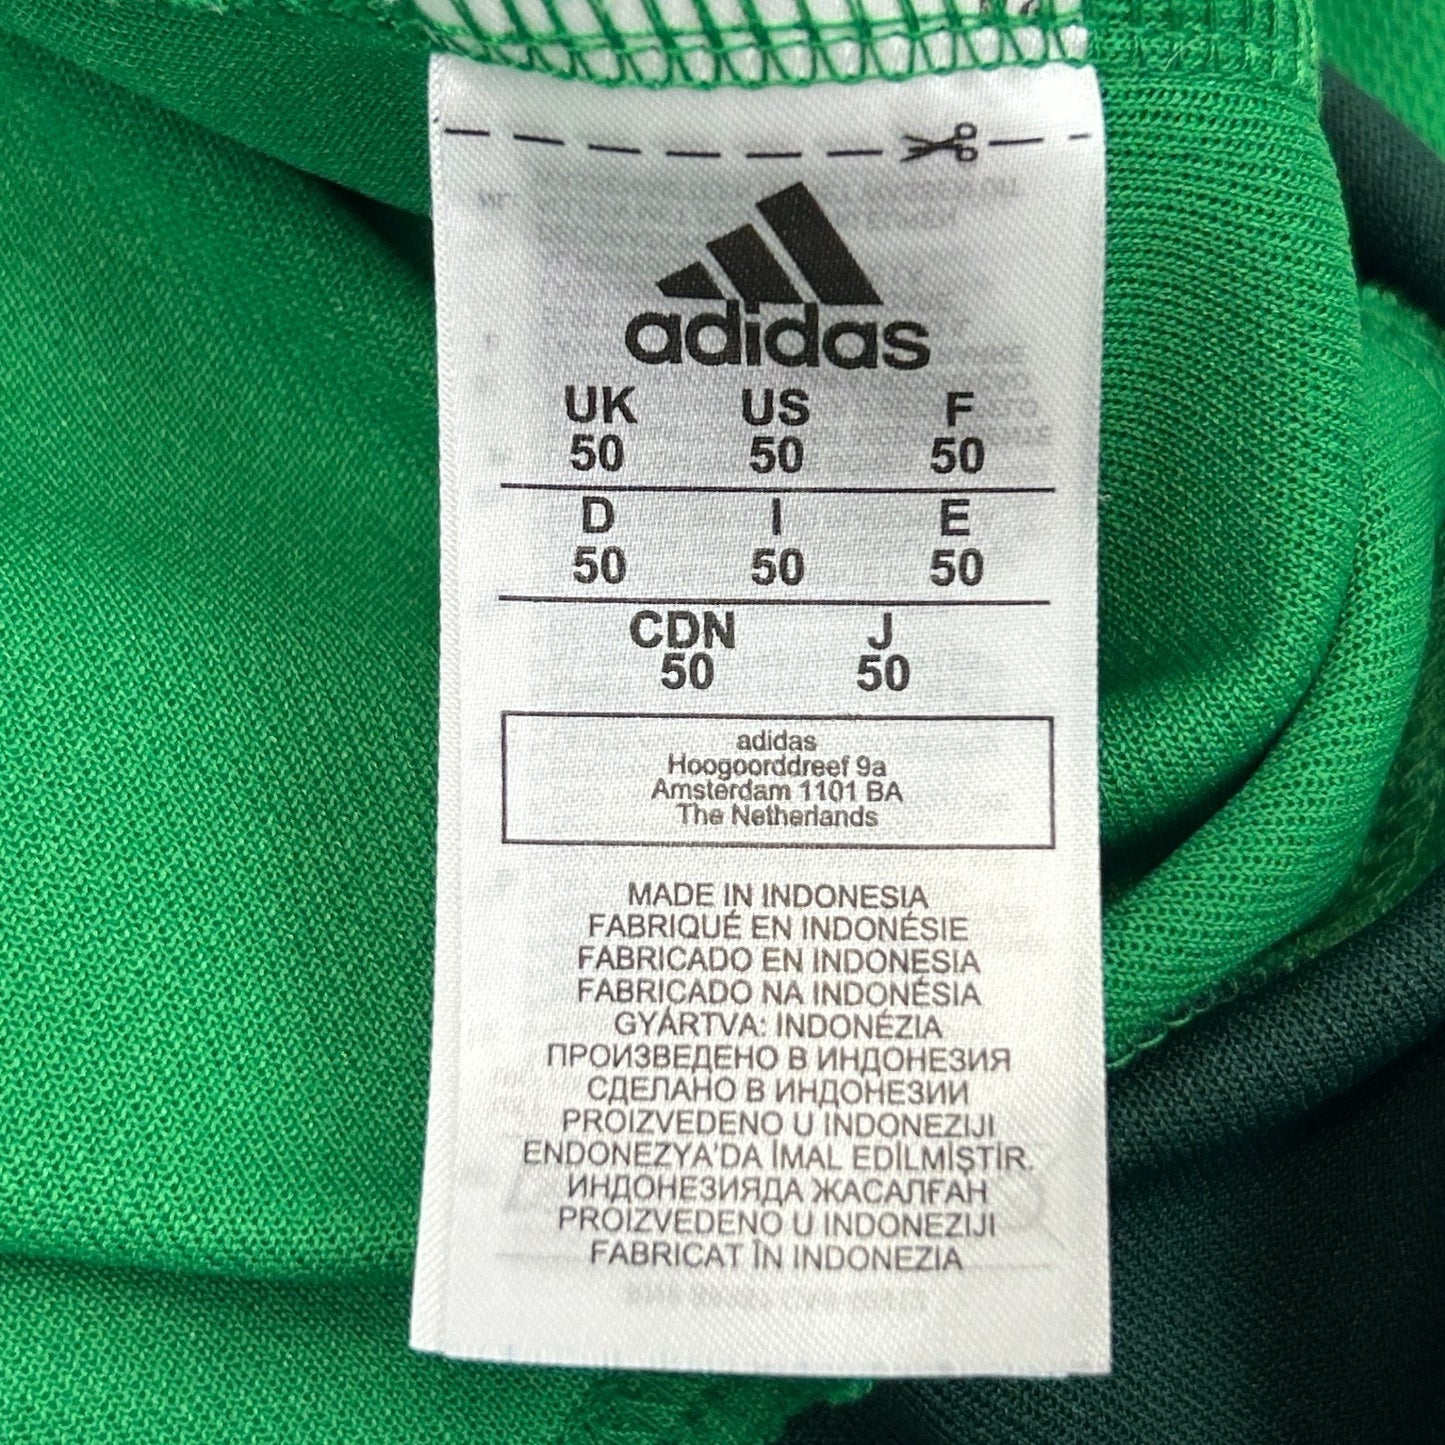 adidas
UK US F
50 50 50
D I E
50 50 50
CDN J
50 50
adidas
Hoogoorddreef 9a
Amsterdam 1101 BA
The Netherlands
MADE IN INDONESIA
FABRIQUÉ EN INDONÉSIE
FABRICADO EN INDONESIA
FABRICADO NA INDONÉSIA
GYÁRTVA: INDONÉZIA
ПРОИЗВЕДЕНО В ИНДОНЕЗИЯ
СДЕЛАНО В ИНДОНЕЗИИ
PROIZVEDENO U INDONEZIJI
ENDONEZYA'DA İMAL EDİLMİŞTİR.
ИНДОНЕЗИЯДА ЖАСАЛҒАН
PROIZVEDENO U INDONEZIJI
FABRICAT ÎN INDONEZIA